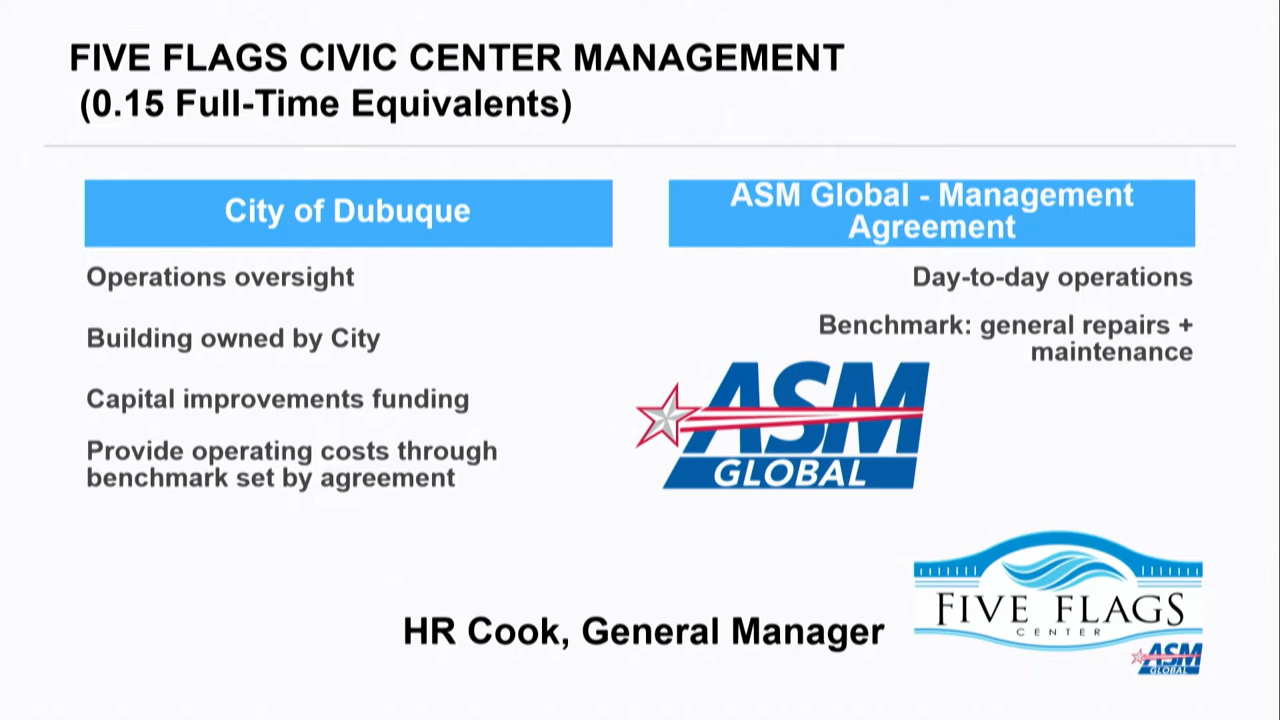 FIVE FLAGS CIVIC CENTER MANAGEMENT
(0.15 Full-Time Equivalents)
City of Dubuque
Operations oversight
Building owned by City
Capital improvements funding
Provide operating costs through
benchmark set by agreement
ASM Global - Management
Agreement
Day-to-day operations
Benchmark: general repairs +
maintenance
ASM
GLOBAL
HR Cook, General Manager
FIVE FLAGS
CENTER
ASM
GLOBAL